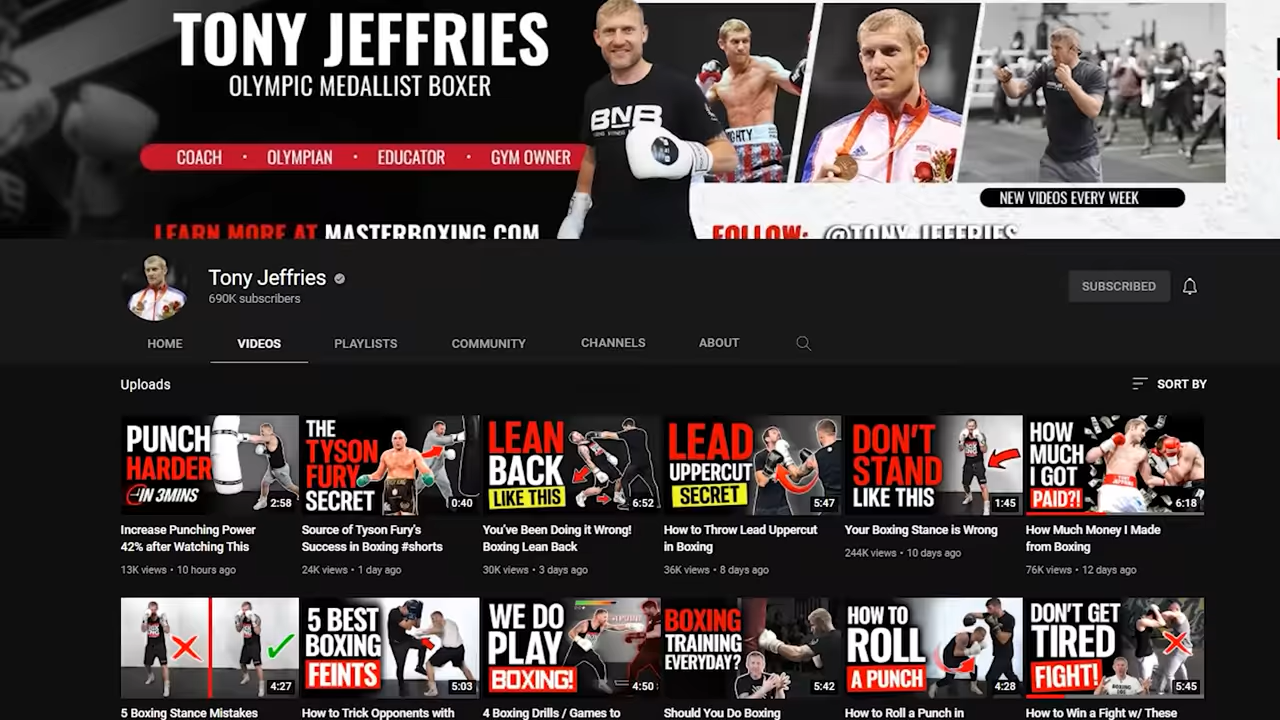 TONY JEFFRIES
OLYMPIC MEDALLIST BOXER
COACH • OLYMPIAN • EDUCATOR • GYM OWNER
BNB
NEW VIDEOS EVERY WEEK
LEARN MORE AT MASTERBOXING.COM
FOLLOW: @TONY_JEFFRIES
Tony Jeffries
690K subscribers
SUBSCRIBED
HOME VIDEOS PLAYLISTS COMMUNITY CHANNELS ABOUT
Uploads
SORT BY
PUNCH
HARDER
IN 3MINS
2:58
THE
TYSON
FURY
SECRET
0:40
LEAN
BACK
LIKE THIS
6:52
LEAD
UPPERCUT
SECRET
5:47
DON'T
STAND
LIKE THIS
1:45
HOW
MUCH
I GOT
PAID?!
6:18
Increase Punching Power
42% after Watching This
13K views • 10 hours ago
Source of Tyson Fury's
Success in Boxing #shorts
24K views • 1 day ago
You've Been Doing it Wrong!
Boxing Lean Back
30K views • 3 days ago
How to Throw Lead Uppercut
in Boxing
36K views • 8 days ago
Your Boxing Stance is Wrong
244K views • 10 days ago
How Much Money I Made
from Boxing
76K views • 12 days ago
4:27
5 BEST
BOXING
FEINTS
5:03
WE DO
PLAY
BOXING!
4:50
BOXING
TRAINING
EVERYDAY?
5:42
HOW TO
ROLL
A PUNCH
4:28
DON'T GET
TIRED
FIGHT!
5:45
5 Boxing Stance Mistakes
How to Trick Opponents with
4 Boxing Drills / Games to
Should You Do Boxing
How to Roll a Punch in
How to Win a Fight w/ These